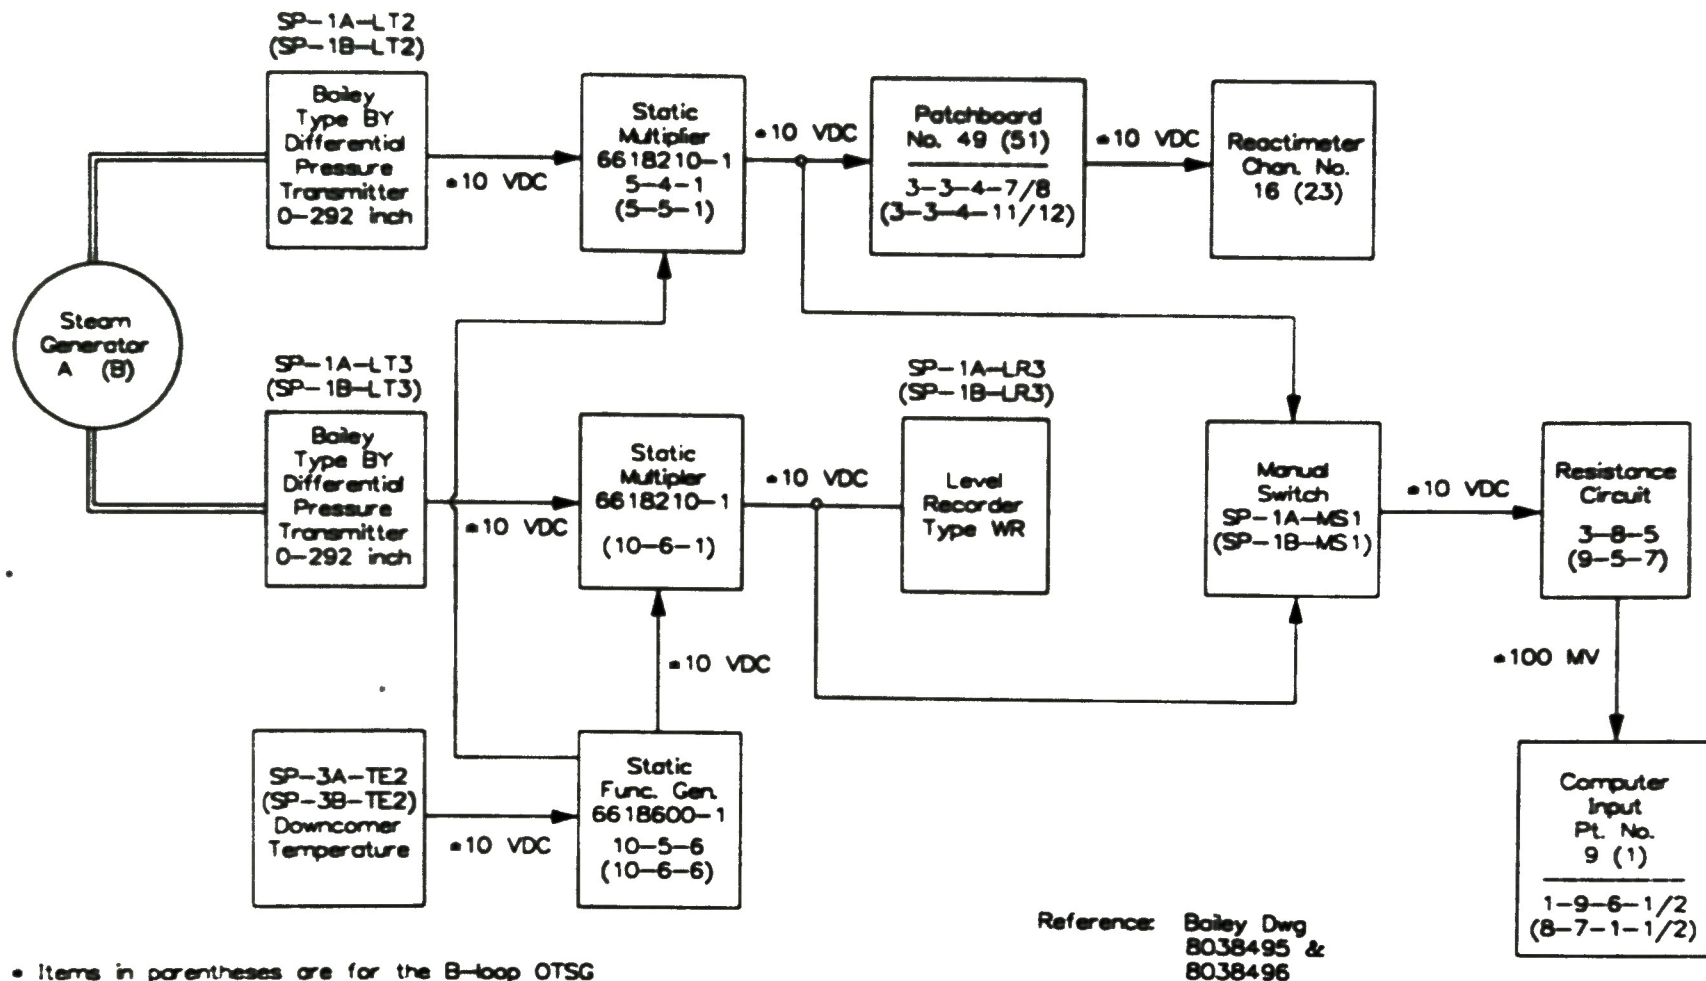 SP-1A-LT2
(SP-1B-LT2)
Bailey
Type BY
Differential
Pressure
Transmitter
0-292 inch
±10 VDC
Static
Multiplier
6618210-1
5-4-1
(5-5-1)
±10 VDC
Patchboard
No. 49 (51)
3-3-4-7/8
(3-3-4-11/12)
±10 VDC
Reactimeter
Chan. No.
16 (23)
Steam
Generator
A (B)
SP-1A-LT3
(SP-1B-LT3)
Bailey
Type BY
Differential
Pressure
Transmitter
0-292 inch
±10 VDC
Static
Multipler
6618210-1
(10-6-1)
±10 VDC
SP-1A-LR3
(SP-1B-LR3)
Level
Recorder
Type WR
Manual
Switch
SP-1A-MS1
(SP-1B-MS1)
±10 VDC
Resistance
Circuit
3-8-5
(9-5-7)
±10 VDC
±100 MV
SP-3A-TE2
(SP-3B-TE2)
Downcomer
Temperature
±10 VDC
Static
Func. Gen.
6618600-1
10-5-6
(10-6-6)
Computer
Input
Pt. No.
9 (1)
1-9-6-1/2
(8-7-1-1/2)
Reference: Bailey Dwg
8038495 &
8038496
• Items in parentheses are for the B-loop OTSG